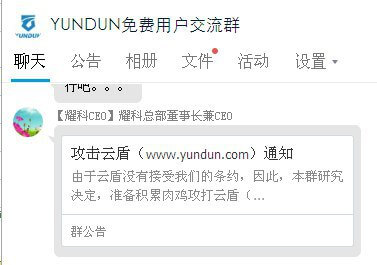 YUNDUN免费用户交流群
YUNDUN
聊天 公告 相册 文件 活动 设置
行吧。。。
【耀科CEO】耀科总部董事长兼CEO
攻击云盾（www.yundun.com）通知
由于云盾没有接受我们的条约，因此，本群研究
决定，准备积累肉鸡攻打云盾（...
群公告